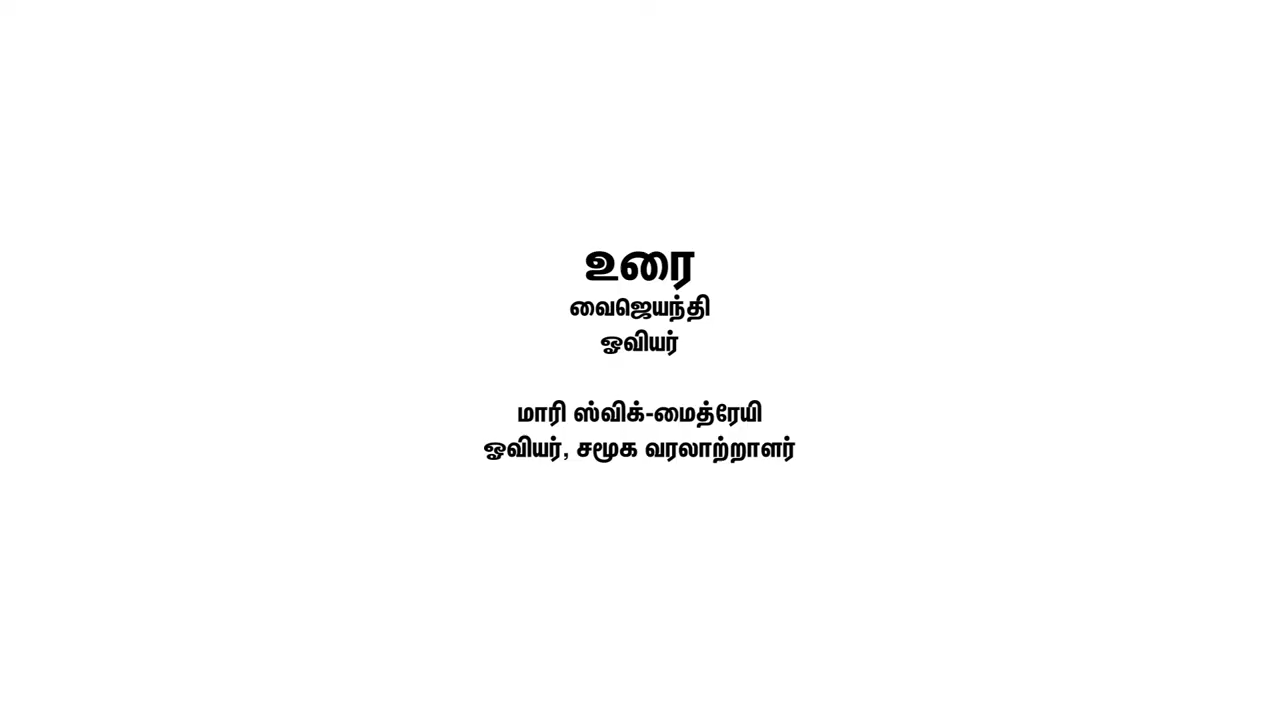 உரை
வைஜெயந்தி
ஓவியர்
மாரி ஸ்விக்-மைத்ரேயி
ஓவியர், சமூக வரலாற்றாளர்